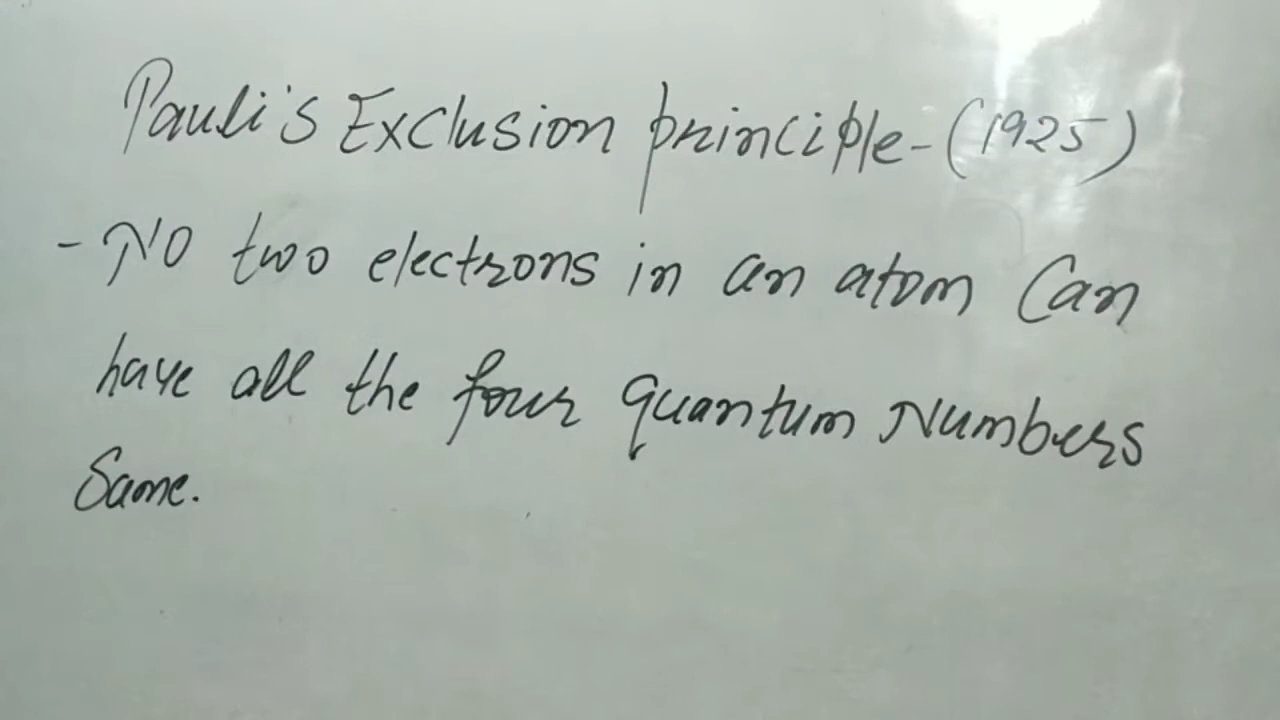 Pauli's Exclusion principle - (1925)
- No two electrons in an atom Can
have all the four quantum Numbers
Same.